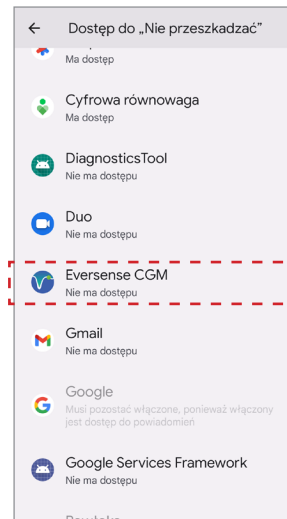 Dostęp do „Nie przeszkadzać”
Ma dostęp
Cyfrowa równowaga
Ma dostęp
DiagnosticsTool
Nie ma dostępu
Duo
Nie ma dostępu
Eversense CGM
Nie ma dostępu
Gmail
Nie ma dostępu
Google
Musi pozostać włączone, ponieważ włączony
jest dostęp do powiadomień
Google Services Framework
Nie ma dostępu